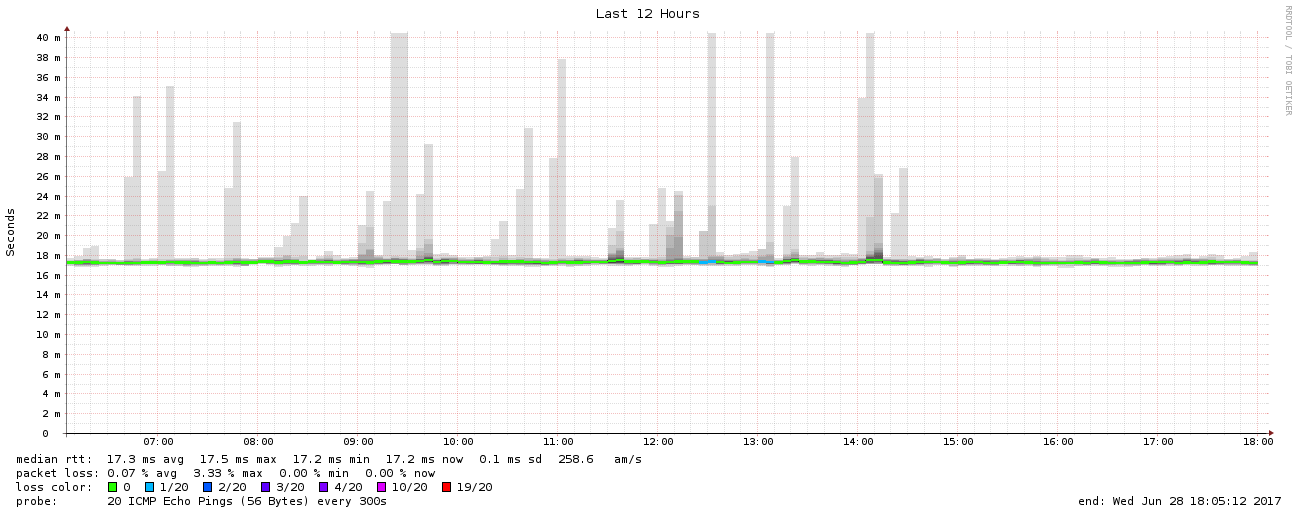 Last 12 Hours
RRDTOOL / TOBI OETIKER
Seconds
40 m
38 m
36 m
34 m
32 m
30 m
28 m
26 m
24 m
22 m
20 m
18 m
16 m
14 m
12 m
10 m
8 m
6 m
4 m
2 m
0
07:00 08:00 09:00 10:00 11:00 12:00 13:00 14:00 15:00 16:00 17:00 18:00
median rtt: 17.3 ms avg 17.5 ms max 17.2 ms min 17.2 ms now 0.1 ms sd 258.6 am/s
packet loss: 0.07 % avg 3.33 % max 0.00 % min 0.00 % now
loss color: 0 1/20 2/20 3/20 4/20 10/20 19/20
probe: 20 ICMP Echo Pings (56 Bytes) every 300s end: Wed Jun 28 18:05:12 2017